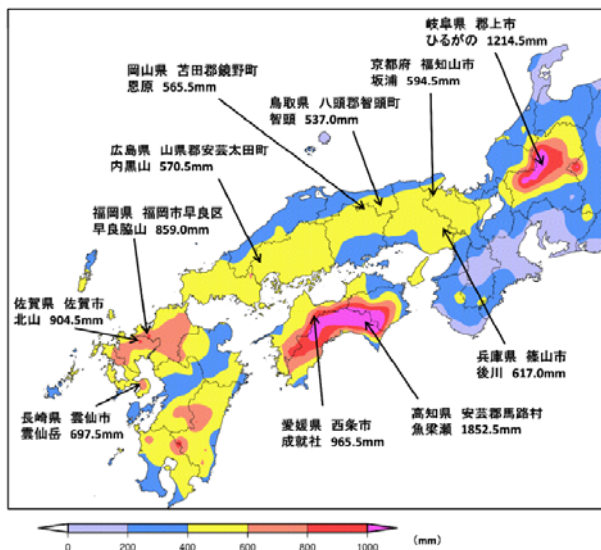 岐阜県 郡上市
ひるがの 1214.5mm
岡山県 苫田郡鏡野町
恩原 565.5mm
京都府 福知山市
坂浦 594.5mm
鳥取県 八頭郡智頭町
智頭 537.0mm
広島県 山県郡安芸太田町
内黒山 570.5mm
福岡県 福岡市早良区
早良脇山 859.0mm
佐賀県 佐賀市
北山 904.5mm
長崎県 雲仙市
雲仙岳 697.5mm
兵庫県 篠山市
後川 617.0mm
愛媛県 西条市
成就社 965.5mm
高知県 安芸郡馬路村
魚梁瀬 1852.5mm
0 200 400 600 800 1000 (mm)